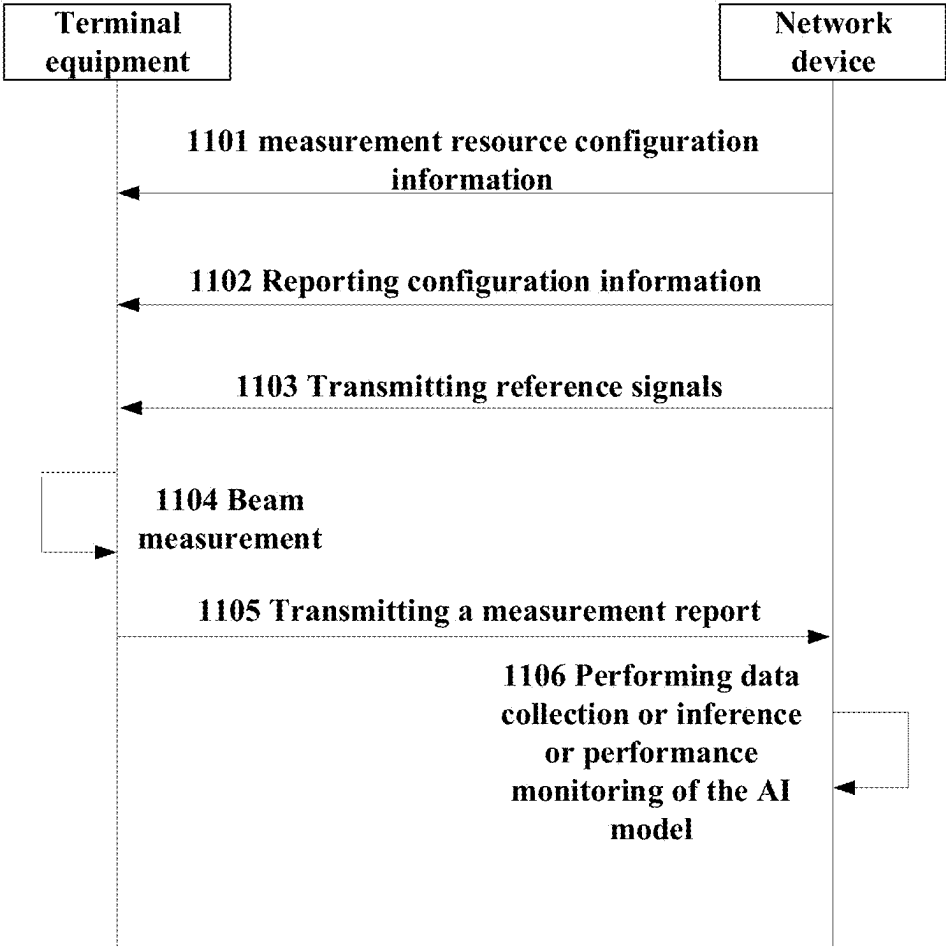 Terminal
equipment
Network
device
1101 measurement resource configuration
information
1102 Reporting configuration information
1103 Transmitting reference signals
1104 Beam
measurement
1105 Transmitting a measurement report
1106 Performing data
collection or inference
or performance
monitoring of the AI
model